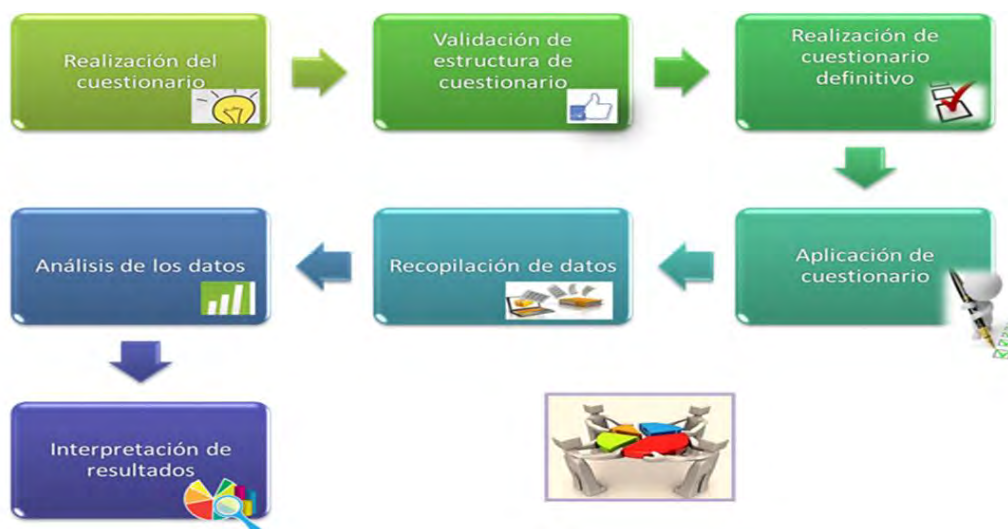 Realización del
cuestionario
Validación de
estructura de
cuestionario
Realización de
cuestionario
definitivo
Aplicación de
cuestionario
Recopilación de datos
Análisis de los datos
Interpretación de
resultados